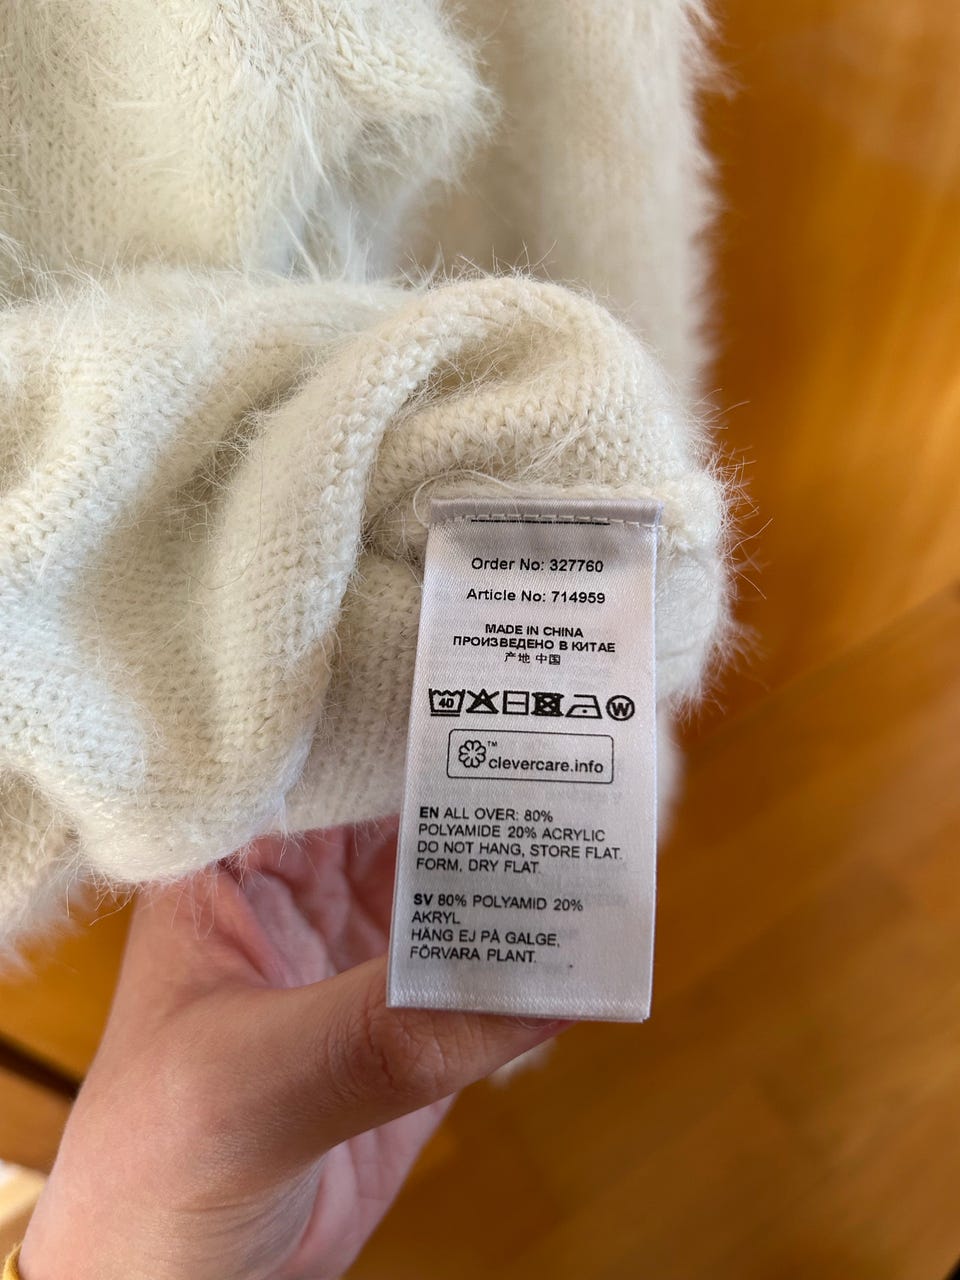 Order No: 327760
Article No: 714959
MADE IN CHINA
ПРОИЗВЕДЕНО В КИТАЕ
产地 中国
40
W
™
clevercare.info
EN ALL OVER: 80%
POLYAMIDE 20% ACRYLIC
DO NOT HANG, STORE FLAT.
FORM, DRY FLAT.
SV 80% POLYAMID 20%
AKRYL
HÄNG EJ PÅ GALGE,
FÖRVARA PLANT.